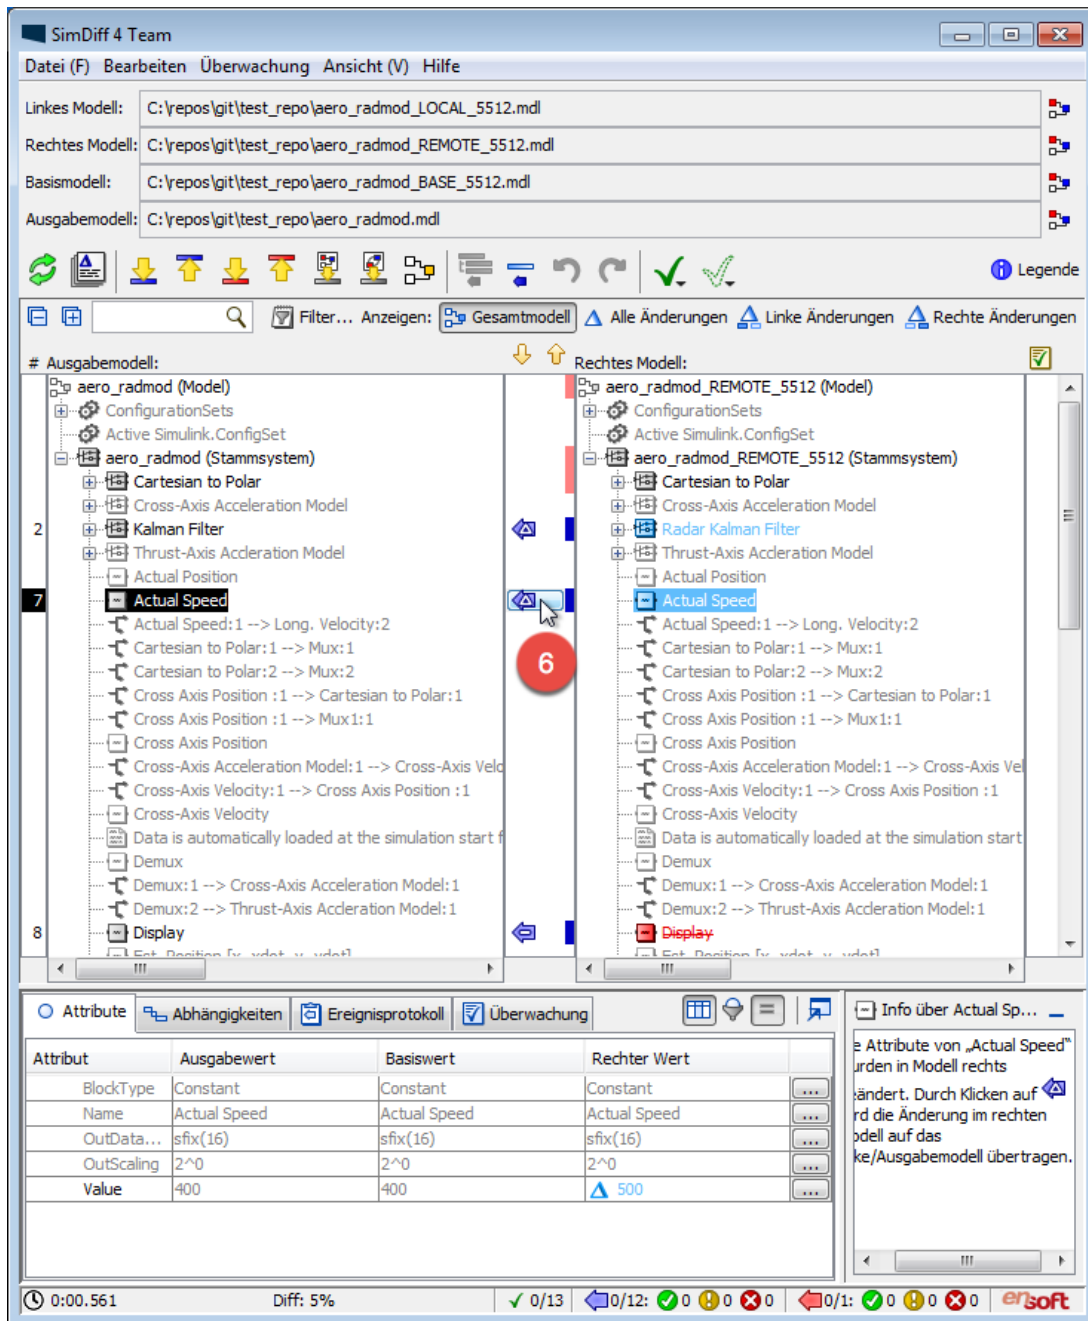 SimDiff 4 Team
Datei (F) Bearbeiten Überwachung Ansicht (V) Hilfe
Linkes Modell: C:\repos\git\test_repo\aero_radmod_LOCAL_5512.mdl
Rechtes Modell: C:\repos\git\test_repo\aero_radmod_REMOTE_5512.mdl
Basismodell: C:\repos\git\test_repo\aero_radmod_BASE_5512.mdl
Ausgabemodell: C:\repos\git\test_repo\aero_radmod.mdl
Legende
Filter... Anzeigen: Gesamtmodell Alle Änderungen Linke Änderungen Rechte Änderungen
# Ausgabemodell: Rechtes Modell:
aero_radmod (Model) aero_radmod_REMOTE_5512 (Model)
ConfigurationSets ConfigurationSets
Active Simulink.ConfigSet Active Simulink.ConfigSet
aero_radmod (Stammsystem) aero_radmod_REMOTE_5512 (Stammsystem)
Cartesian to Polar Cartesian to Polar
Cross-Axis Acceleration Model Cross-Axis Acceleration Model
2 Kalman Filter Radar Kalman Filter
Thrust-Axis Accleration Model Thrust-Axis Accleration Model
Actual Position Actual Position
7 Actual Speed Actual Speed
Actual Speed:1 --> Long. Velocity:2 Actual Speed:1 --> Long. Velocity:2
Cartesian to Polar:1 --> Mux:1 Cartesian to Polar:1 --> Mux:1
6
Cartesian to Polar:2 --> Mux:2 Cartesian to Polar:2 --> Mux:2
Cross Axis Position :1 --> Cartesian to Polar:1 Cross Axis Position :1 --> Cartesian to Polar:1
Cross Axis Position :1 --> Mux1:1 Cross Axis Position :1 --> Mux1:1
Cross Axis Position Cross Axis Position
Cross-Axis Acceleration Model:1 --> Cross-Axis Velo Cross-Axis Acceleration Model:1 --> Cross-Axis Vel
Cross-Axis Velocity:1 --> Cross Axis Position :1 Cross-Axis Velocity:1 --> Cross Axis Position :1
Cross-Axis Velocity Cross-Axis Velocity
Data is automatically loaded at the simulation start f Data is automatically loaded at the simulation start
Demux Demux
Demux:1 --> Cross-Axis Acceleration Model:1 Demux:1 --> Cross-Axis Acceleration Model:1
Demux:2 --> Thrust-Axis Accleration Model:1 Demux:2 --> Thrust-Axis Accleration Model:1
8 Display Display
Est. Position [x, xdot, y, ydot] Est. Position [x, xdot, y, ydot]
Attribute Abhängigkeiten Ereignisprotokoll Überwachung
Attribut Ausgabewert Basiswert Rechter Wert
BlockType Constant Constant Constant ...
Name Actual Speed Actual Speed Actual Speed ...
OutData... sfix(16) sfix(16) sfix(16) ...
OutScaling 2^0 2^0 2^0 ...
Value 400 400 500 ...
Info über Actual Sp...
e Attribute von „Actual Speed“
urden in Modell rechts
eändert. Durch Klicken auf
rd die Änderung im rechten
odell auf das
ke/Ausgabemodell übertragen.
0:00.561 Diff: 5% 0/13 0/12: 0 0 0 0/1: 0 0 0 ensoft